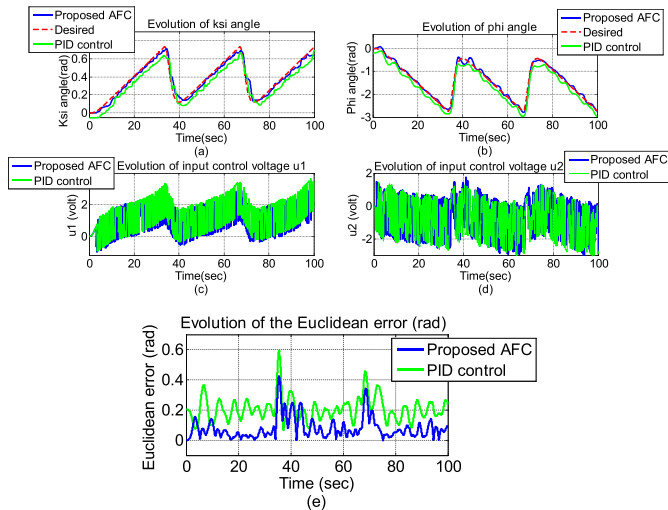 Proposed AFC
Desired
PID control
Evolution of ksi angle
Ksi angle(rad)
0.6
0.4
0.2
0
0 20 40 60 80 100
Time(sec)
(a)
Evolution of phi angle
Proposed AFC
Desired
PID control
Phi angle(rad)
0
-1
-2
-3
0 20 40 60 80 100
Time(sec)
(b)
Proposed AFC
PID control
Evolution of input control voltage u1
u1 (volt)
2
0
0 20 40 60 80 100
Time(sec)
(c)
Evolution of input control voltage u2
Proposed AFC
PID control
u2 (volt)
2
0
-2
0 20 40 60 80 100
Time(sec)
(d)
Evolution of the Euclidean error (rad)
Proposed AFC
PID control
Euclidean error (rad)
0.6
0.4
0.2
0
0 20 40 60 80 100
Time (sec)
(e)